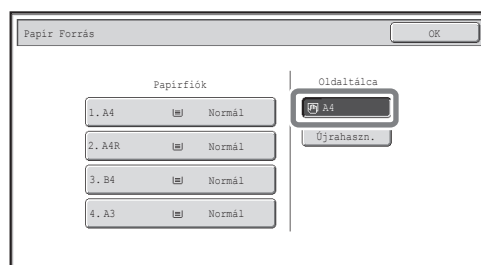 Papír Forrás
OK
Papírfiók
Oldaltálca
1. A4 Normál
A4
2. A4R Normál
Újrahaszn.
3. B4 Normál
4. A3 Normál